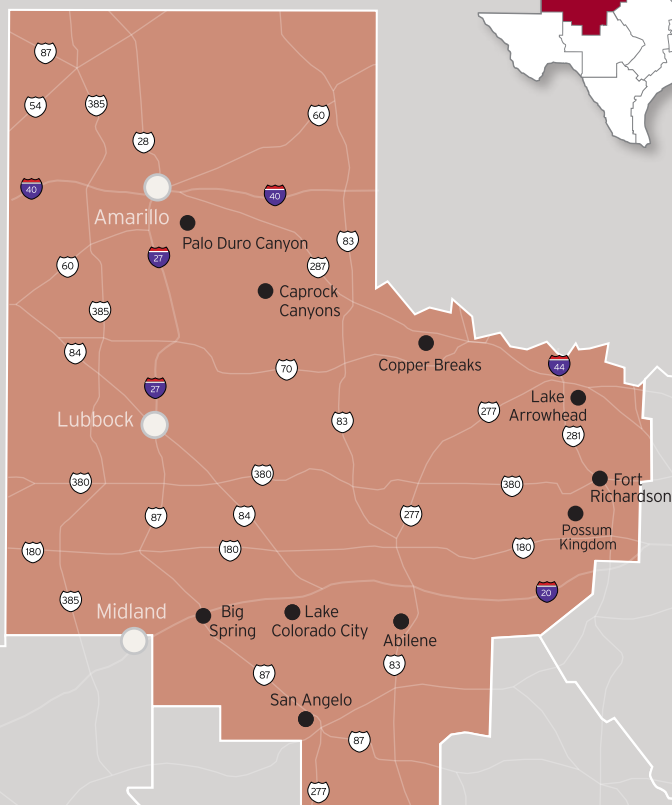 87
54
385
60
28
40
40
Amarillo
Palo Duro Canyon
83
27
60
287
Caprock
Canyons
385
84
Copper Breaks
44
70
27
Lake
Arrowhead
277
Lubbock
83
281
380
380
380
Fort
Richardson
87
84
277
Possum
Kingdom
180
180
180
20
385
Midland
Big
Spring
Lake
Colorado City
Abilene
83
87
San Angelo
87
277